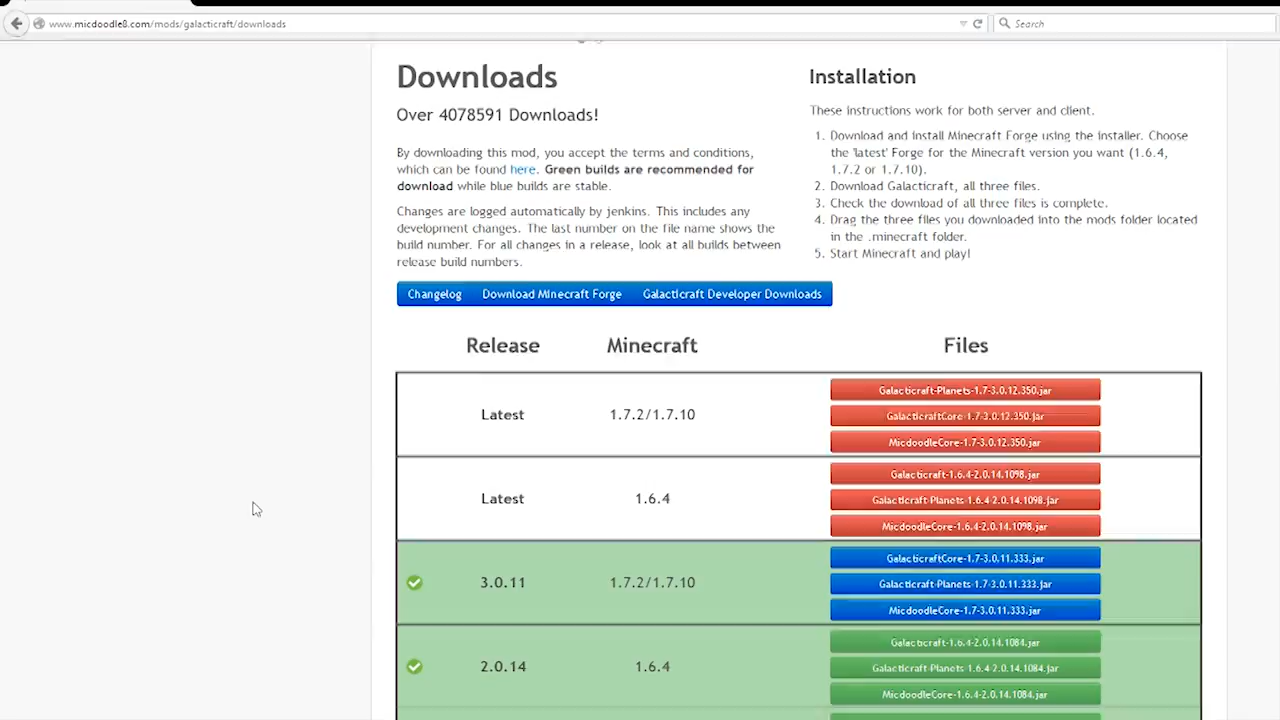 www.micdoodle8.com/mods/galacticraft/downloads
Search
Downloads
Over 4078591 Downloads!
By downloading this mod, you accept the terms and conditions,
which can be found here. Green builds are recommended for
download while blue builds are stable.
Changes are logged automatically by jenkins. This includes any
development changes. The last number on the file name shows the
build number. For all changes in a release, look at all builds between
release build numbers.
Installation
These instructions work for both server and client.
1. Download and install Minecraft Forge using the installer. Choose
the 'latest' Forge for the Minecraft version you want (1.6.4,
1.7.2 or 1.7.10).
2. Download Galacticraft, all three files.
3. Check the download of all three files is complete.
4. Drag the three files you downloaded into the mods folder located
in the .minecraft folder.
5. Start Minecraft and play!
Changelog Download Minecraft Forge Galacticraft Developer Downloads
Release Minecraft Files
Latest 1.7.2/1.7.10
Galacticraft-Planets-1.7-3.0.12.350.jar
GalacticraftCore-1.7-3.0.12.350.jar
MicdoodleCore-1.7-3.0.12.350.jar
Latest 1.6.4
Galacticraft-1.6.4-2.0.14.1098.jar
Galacticraft-Planets-1.6.4-2.0.14.1098.jar
MicdoodleCore-1.6.4-2.0.14.1098.jar
3.0.11 1.7.2/1.7.10
GalacticraftCore-1.7-3.0.11.333.jar
Galacticraft-Planets-1.7-3.0.11.333.jar
MicdoodleCore-1.7-3.0.11.333.jar
2.0.14 1.6.4
Galacticraft-1.6.4-2.0.14.1084.jar
Galacticraft-Planets-1.6.4-2.0.14.1084.jar
MicdoodleCore-1.6.4-2.0.14.1084.jar